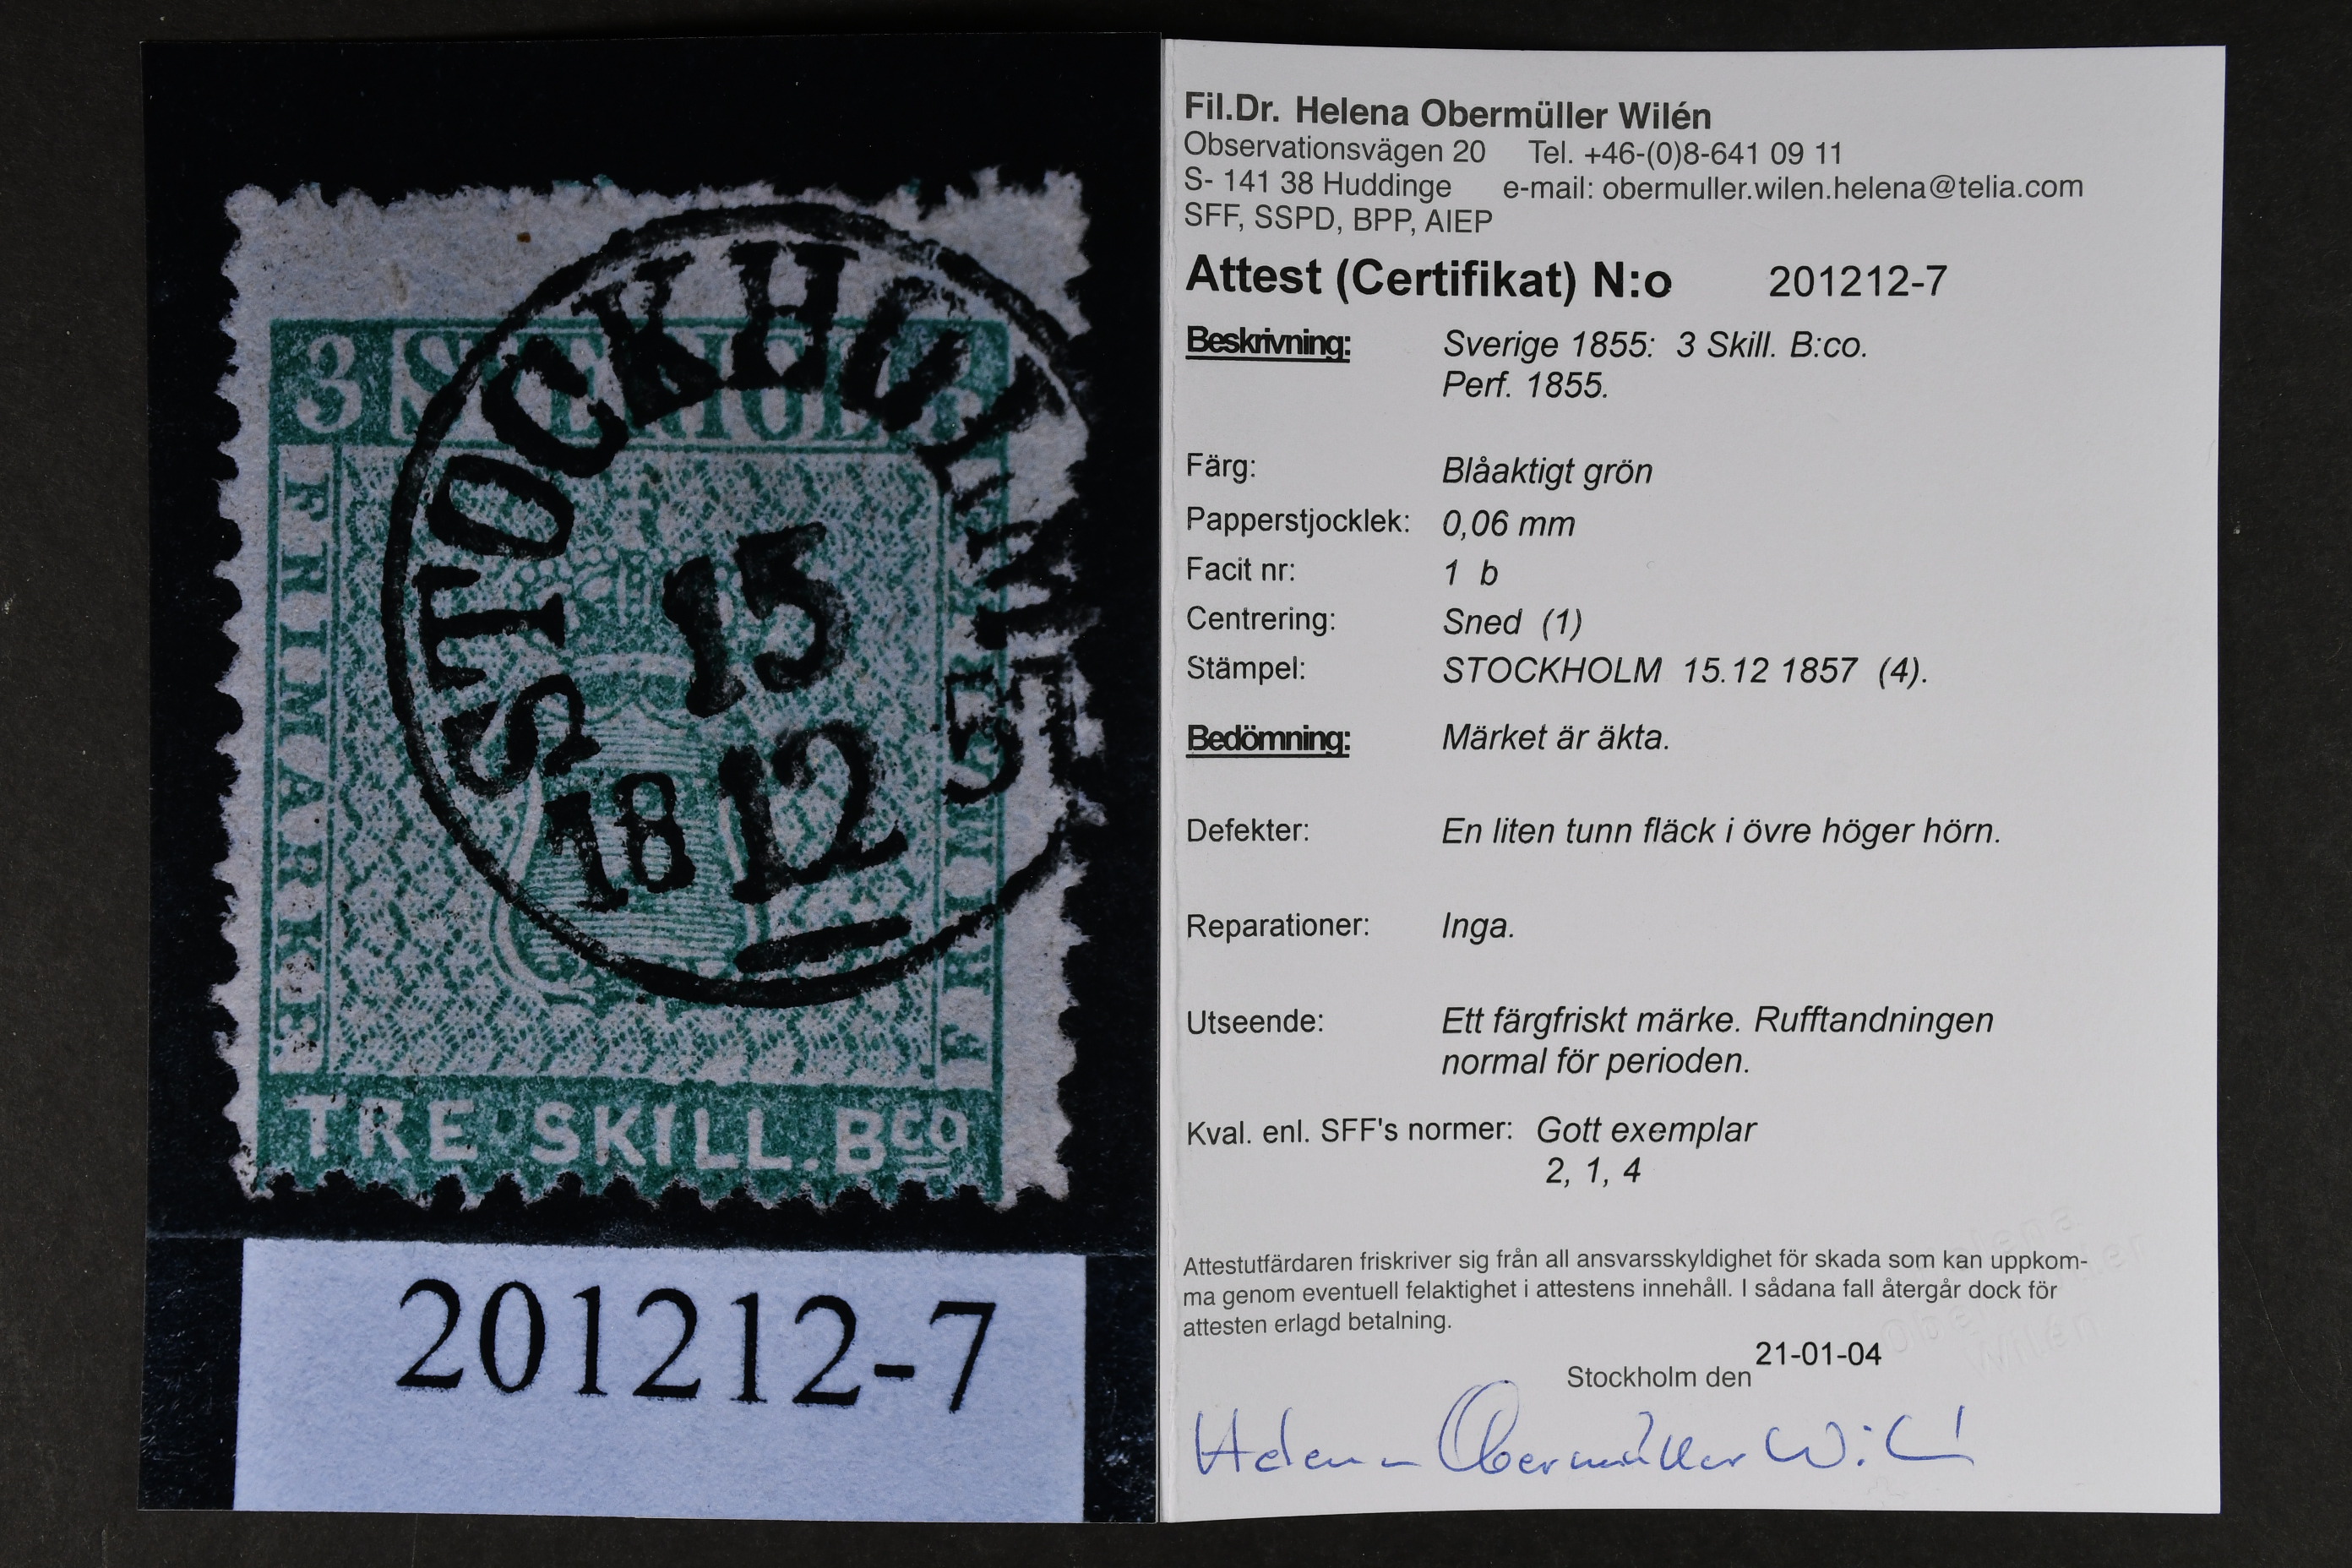 3 SVERIGE 3
FRIMÄRKE
FRIMÄRKE
TRE SKILL. Bco
STOCKHOLM
15
12
18 57
201212-7
Fil.Dr. Helena Obermüller Wilén
Observationsvägen 20 Tel. +46-(0)8-641 09 11
S- 141 38 Huddinge e-mail: obermuller.wilen.helena@telia.com
SFF, SSPD, BPP, AIEP
Attest (Certifikat) N:o 201212-7
Beskrivning: Sverige 1855: 3 Skill. B:co.
Perf. 1855.
Färg: Blåaktigt grön
Papperstjocklek: 0,06 mm
Facit nr: 1 b
Centrering: Sned (1)
Stämpel: STOCKHOLM 15.12 1857 (4).
Bedömning: Märket är äkta.
Defekter: En liten tunn fläck i övre höger hörn.
Reparationer: Inga.
Utseende: Ett färgfriskt märke. Rufftandningen
normal för perioden.
Kval. enl. SFF's normer: Gott exemplar
2, 1, 4
Attestutfärdaren friskriver sig från all ansvarsskyldighet för skada som kan uppkom-
ma genom eventuell felaktighet i attestens innehåll. I sådana fall återgår dock för
attesten erlagd betalning.
Stockholm den 21-01-04
Helena Obermüller Wilén